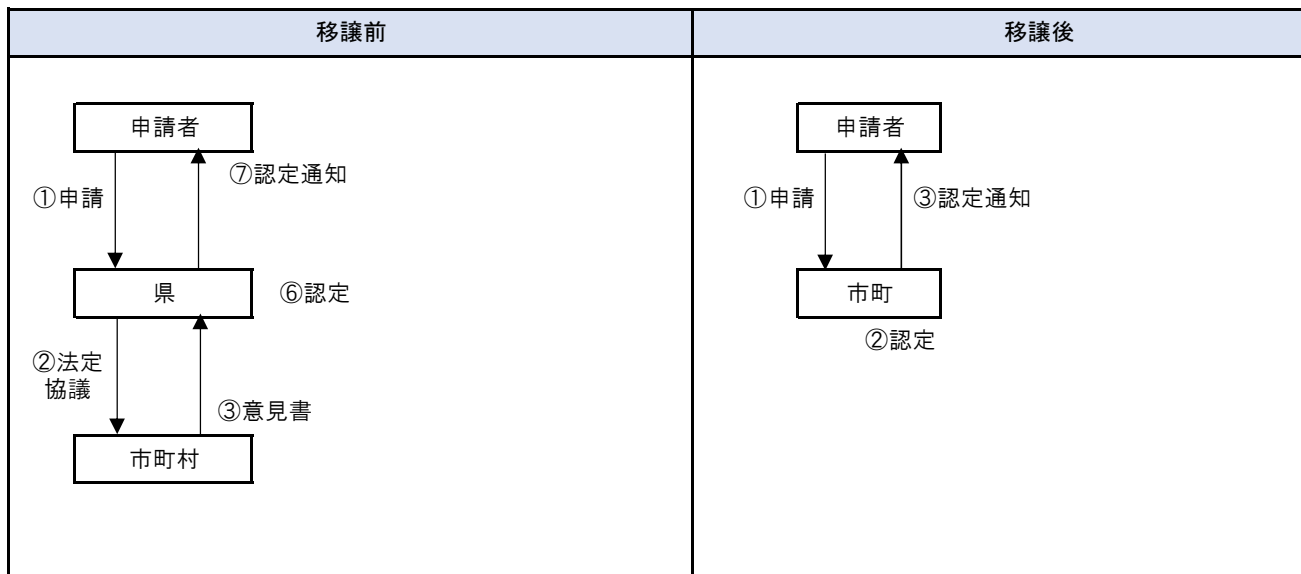 移譲前
申請者
⑦認定通知
①申請
県
⑥認定
②法定
協議
③意見書
市町村
移譲後
申請者
①申請
③認定通知
市町
②認定